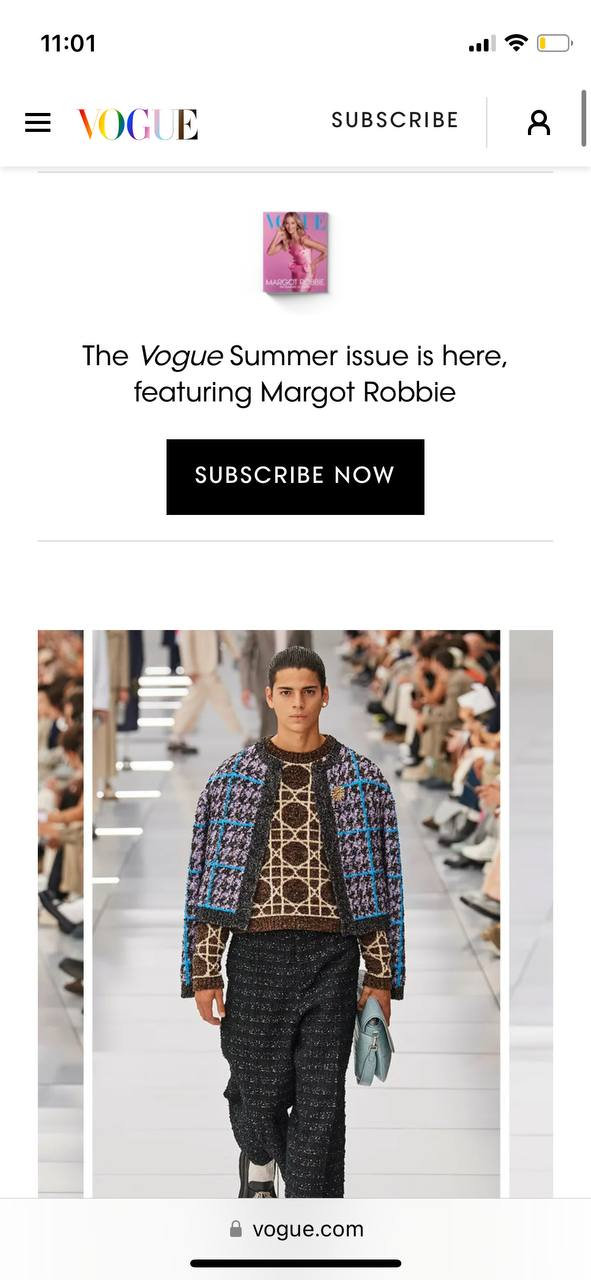 11:01
VOGUE
SUBSCRIBE
VOGUE
MARGOT ROBBIE
The Vogue Summer issue is here,
featuring Margot Robbie
SUBSCRIBE NOW
vogue.com